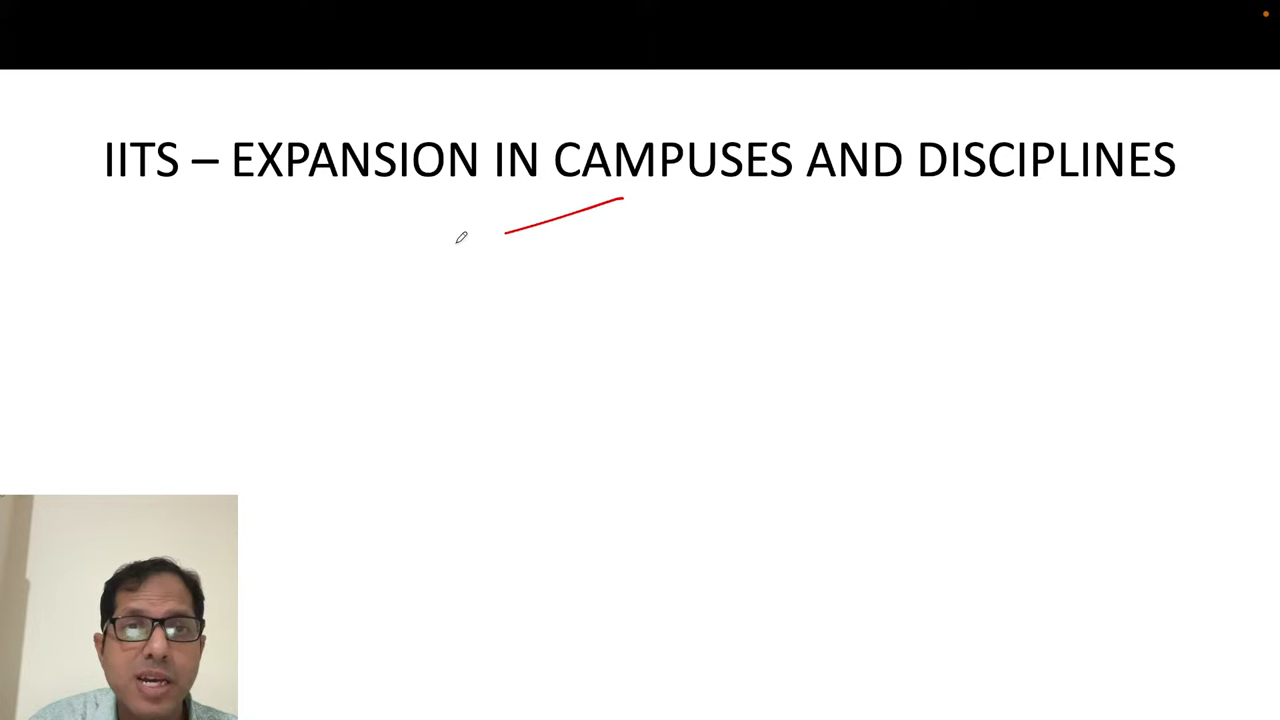 IITS – EXPANSION IN CAMPUSES AND DISCIPLINES